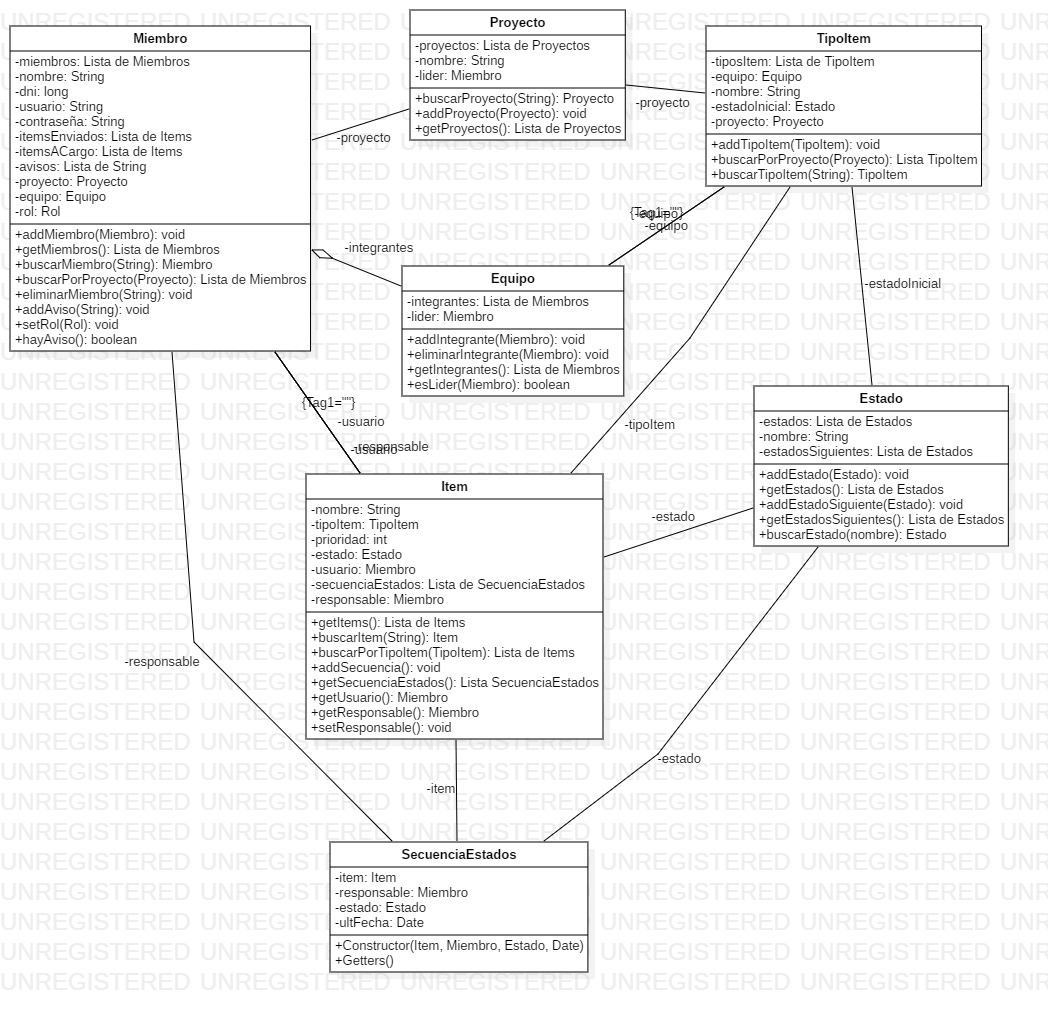 Miembro
-miembros: Lista de Miembros
-nombre: String
-dni: long
-usuario: String
-contraseña: String
-itemsEnviados: Lista de Items
-itemsACargo: Lista de Items
-avisos: Lista de String
-proyecto: Proyecto
-equipo: Equipo
-rol: Rol
+addMiembro(Miembro): void
+getMiembros(): Lista de Miembros
+buscarMiembro(String): Miembro
+buscarPorProyecto(Proyecto): Lista de Miembros
+eliminarMiembro(String): void
+addAviso(String): void
+setRol(Rol): void
+hayAviso(): boolean
Proyecto
-proyectos: Lista de Proyectos
-nombre: String
-lider: Miembro
+buscarProyecto(String): Proyecto
+addProyecto(Proyecto): void
+getProyectos(): Lista de Proyectos
TipoItem
-tiposItem: Lista de TipoItem
-equipo: Equipo
-nombre: String
-estadoInicial: Estado
-proyecto: Proyecto
+addTipoItem(TipoItem): void
+buscarPorProyecto(Proyecto): Lista TipoItem
+buscarTipoItem(String): TipoItem
-proyecto
-proyecto
{Tag1=""}
-equipo
-equipo
-integrantes
Equipo
-integrantes: Lista de Miembros
-lider: Miembro
+addIntegrante(Miembro): void
+eliminarIntegrante(Miembro): void
+getIntegrantes(): Lista de Miembros
+esLider(Miembro): boolean
-estadoInicial
{Tag1=""}
-usuario
-responsable
-usuario
-tipoItem
Estado
-estados: Lista de Estados
-nombre: String
-estadosSiguientes: Lista de Estados
+addEstado(Estado): void
+getEstados(): Lista de Estados
+addEstadoSiguiente(Estado): void
+getEstadosSiguientes(): Lista de Estados
+buscarEstado(nombre): Estado
Item
-nombre: String
-tipoItem: TipoItem
-prioridad: int
-estado: Estado
-usuario: Miembro
-secuenciaEstados: Lista de SecuenciaEstados
-responsable: Miembro
+getItems(): Lista de Items
+buscarItem(String): Item
+buscarPorTipoItem(TipoItem): Lista de Items
+addSecuencia(): void
+getSecuenciaEstados(): Lista SecuenciaEstados
+getUsuario(): Miembro
+getResponsable(): Miembro
+setResponsable(): void
-estado
-responsable
-estado
-item
SecuenciaEstados
-item: Item
-responsable: Miembro
-estado: Estado
-ultFecha: Date
+Constructor(Item, Miembro, Estado, Date)
+Getters()